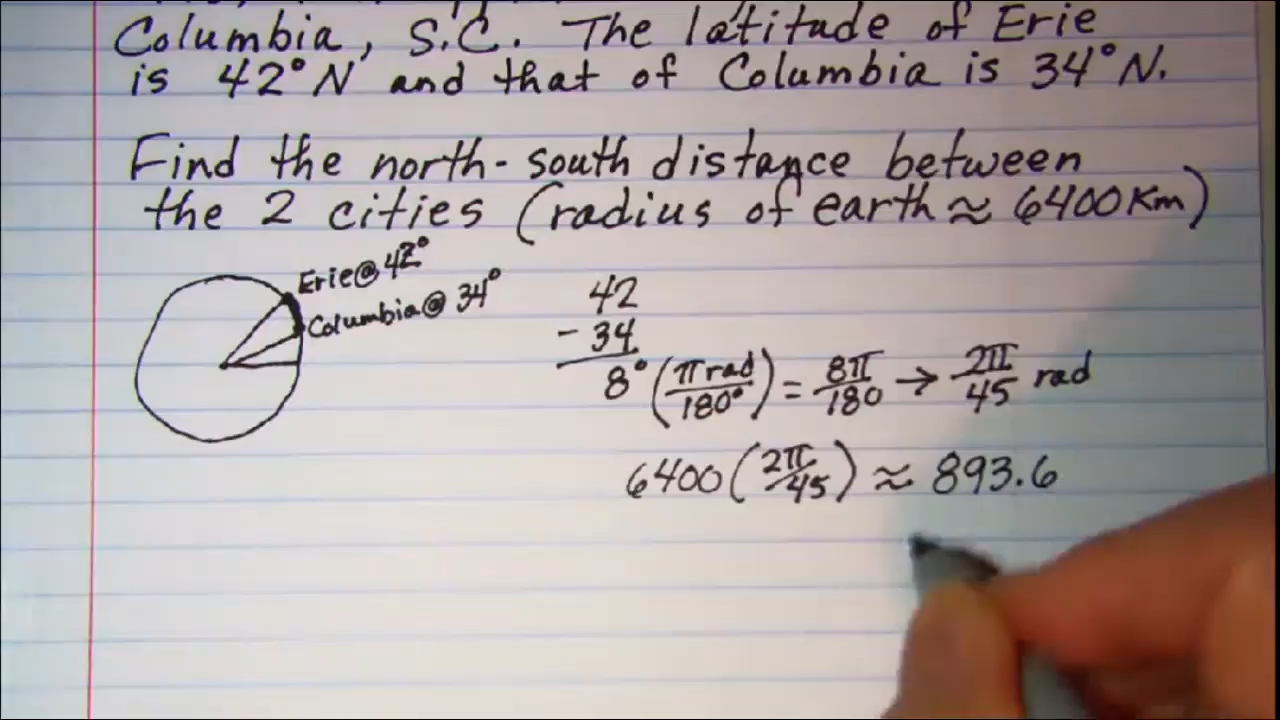 Columbia, S.C. The latitude of Erie
is 42° N and that of Columbia is 34° N.
Find the north-south distance between
the 2 cities (radius of earth ≈ 6400 Km)
Erie@42°
Columbia@ 34°
42
- 34
8° (π rad/180°) = 8π/180 → 2π/45 rad
6400 (2π/45) ≈ 893.6